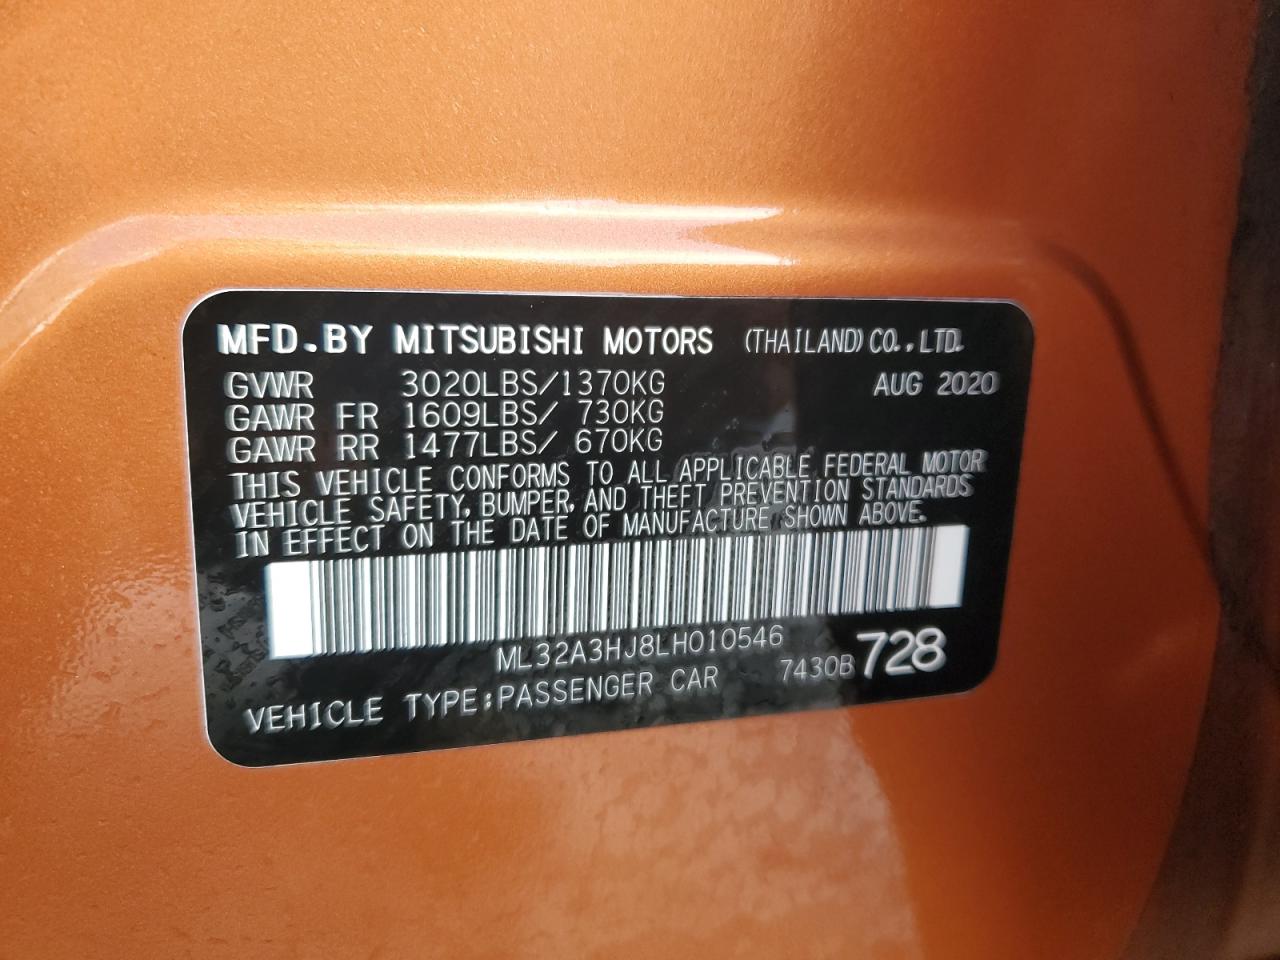 MFD.BY MITSUBISHI MOTORS (THAILAND) CO.,LTD.
GVWR 3020LBS/1370KG AUG 2020
GAWR FR 1609LBS/ 730KG
GAWR RR 1477LBS/ 670KG
THIS VEHICLE CONFORMS TO ALL APPLICABLE FEDERAL MOTOR
VEHICLE SAFETY, BUMPER, AND THEFT PREVENTION STANDARDS
IN EFFECT ON THE DATE OF MANUFACTURE SHOWN ABOVE.
ML32A3HJ8LH010546
VEHICLE TYPE:PASSENGER CAR 7430B 728